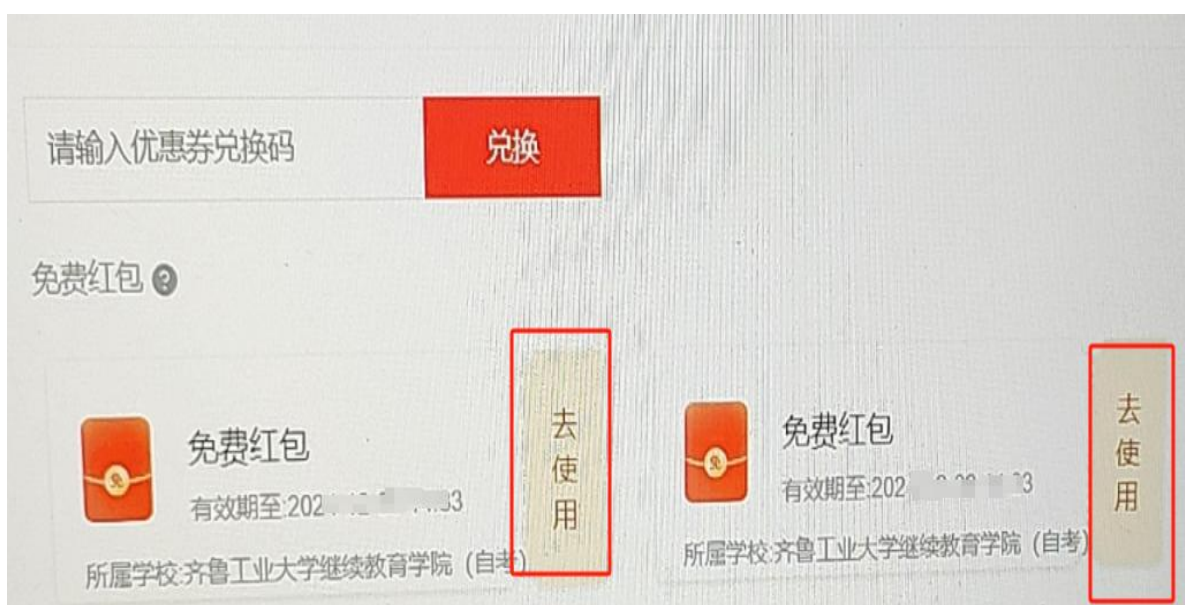 请输入优惠券兑换码
兑换
免费红包
免
免费红包
去使用
有效期至:202
所属学校:齐鲁工业大学继续教育学院（自考）
免
免费红包
去使用
有效期至:202
所属学校:齐鲁工业大学继续教育学院（自考）